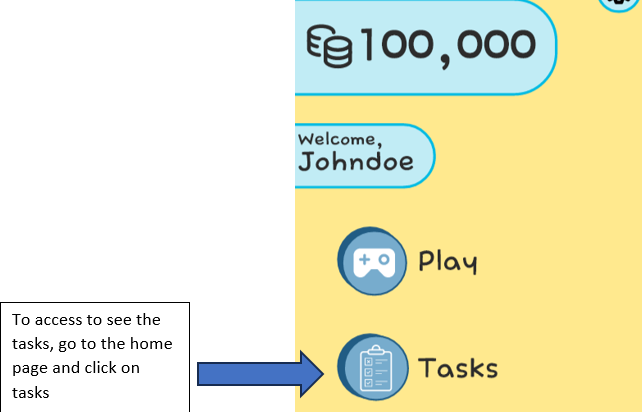 100,000
Welcome,
Johndoe
Play
To access to see the
tasks, go to the home
page and click on
tasks
Tasks